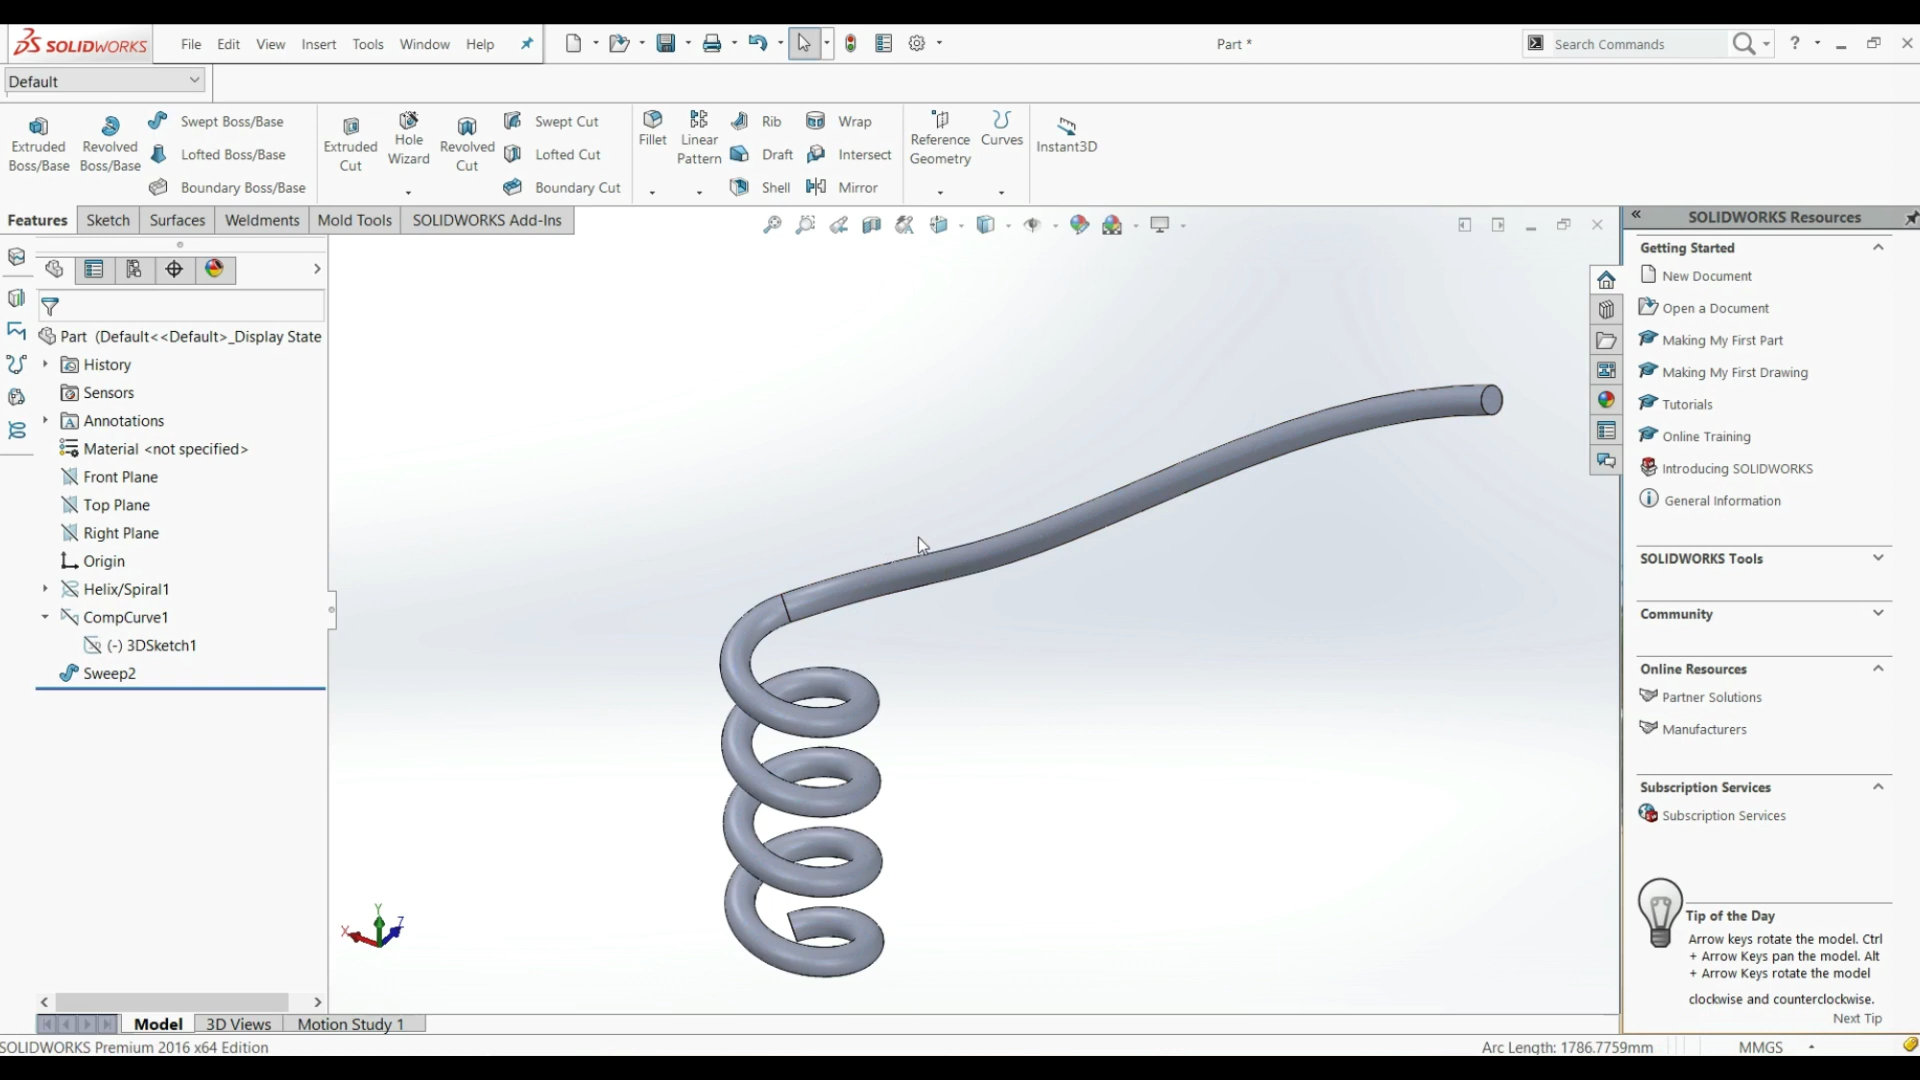 SOLIDWORKS File Edit View Insert Tools Window Help Part * Search Commands ?
Default
Extruded Boss/Base
Revolved Boss/Base
Swept Boss/Base
Lofted Boss/Base
Boundary Boss/Base
Extruded Cut
Hole Wizard
Revolved Cut
Swept Cut
Lofted Cut
Boundary Cut
Fillet
Linear Pattern
Rib
Draft
Shell
Wrap
Intersect
Mirror
Reference Geometry
Curves
Instant3D
Features Sketch Surfaces Weldments Mold Tools SOLIDWORKS Add-Ins
Part (Default<<Default>_Display State
History
Sensors
Annotations
Material <not specified>
Front Plane
Top Plane
Right Plane
Origin
Helix/Spiral1
CompCurve1
(-) 3DSketch1
Sweep2
Y
X
Z
SOLIDWORKS Resources
Getting Started
New Document
Open a Document
Making My First Part
Making My First Drawing
Tutorials
Online Training
Introducing SOLIDWORKS
General Information
SOLIDWORKS Tools
Community
Online Resources
Partner Solutions
Manufacturers
Subscription Services
Subscription Services
Tip of the Day
Arrow keys rotate the model. Ctrl
+ Arrow Keys pan the model. Alt
+ Arrow Keys rotate the model
clockwise and counterclockwise.
Next Tip
Model 3D Views Motion Study 1
SOLIDWORKS Premium 2016 x64 Edition Arc Length: 1786.7759mm MMGS